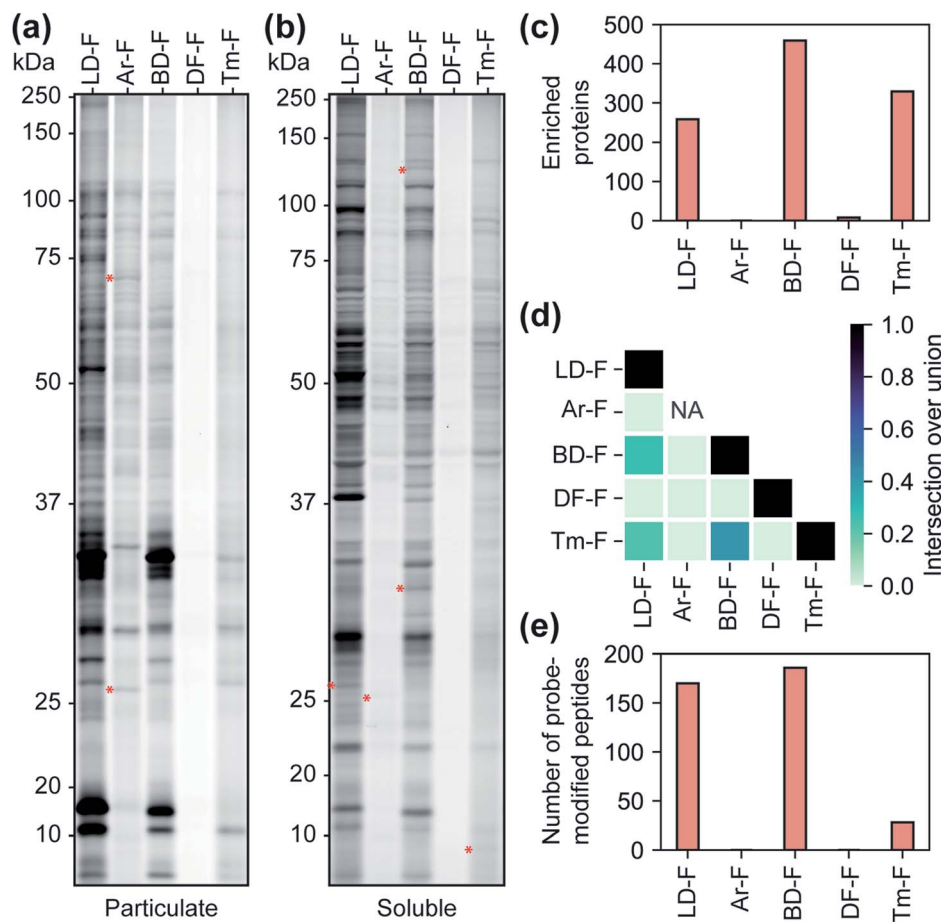 (a)
kDa
LD-F
Ar-F
BD-F
DF-F
Tm-F
250
150
100
75
50
37
25
20
10
*
*
Particulate
(b)
kDa
LD-F
Ar-F
BD-F
DF-F
Tm-F
250
150
100
75
50
37
25
20
10
*
*
*
*
*
Soluble
(c)
Enriched
proteins
500
400
300
200
100
0
LD-F
Ar-F
BD-F
DF-F
Tm-F
(d)
LD-F
Ar-F
NA
BD-F
DF-F
Tm-F
LD-F
Ar-F
BD-F
DF-F
Tm-F
1.0
0.8
0.6
0.4
0.2
0.0
Intersection over union
(e)
Number of probe-
modified peptides
200
150
100
50
0
LD-F
Ar-F
BD-F
DF-F
Tm-F